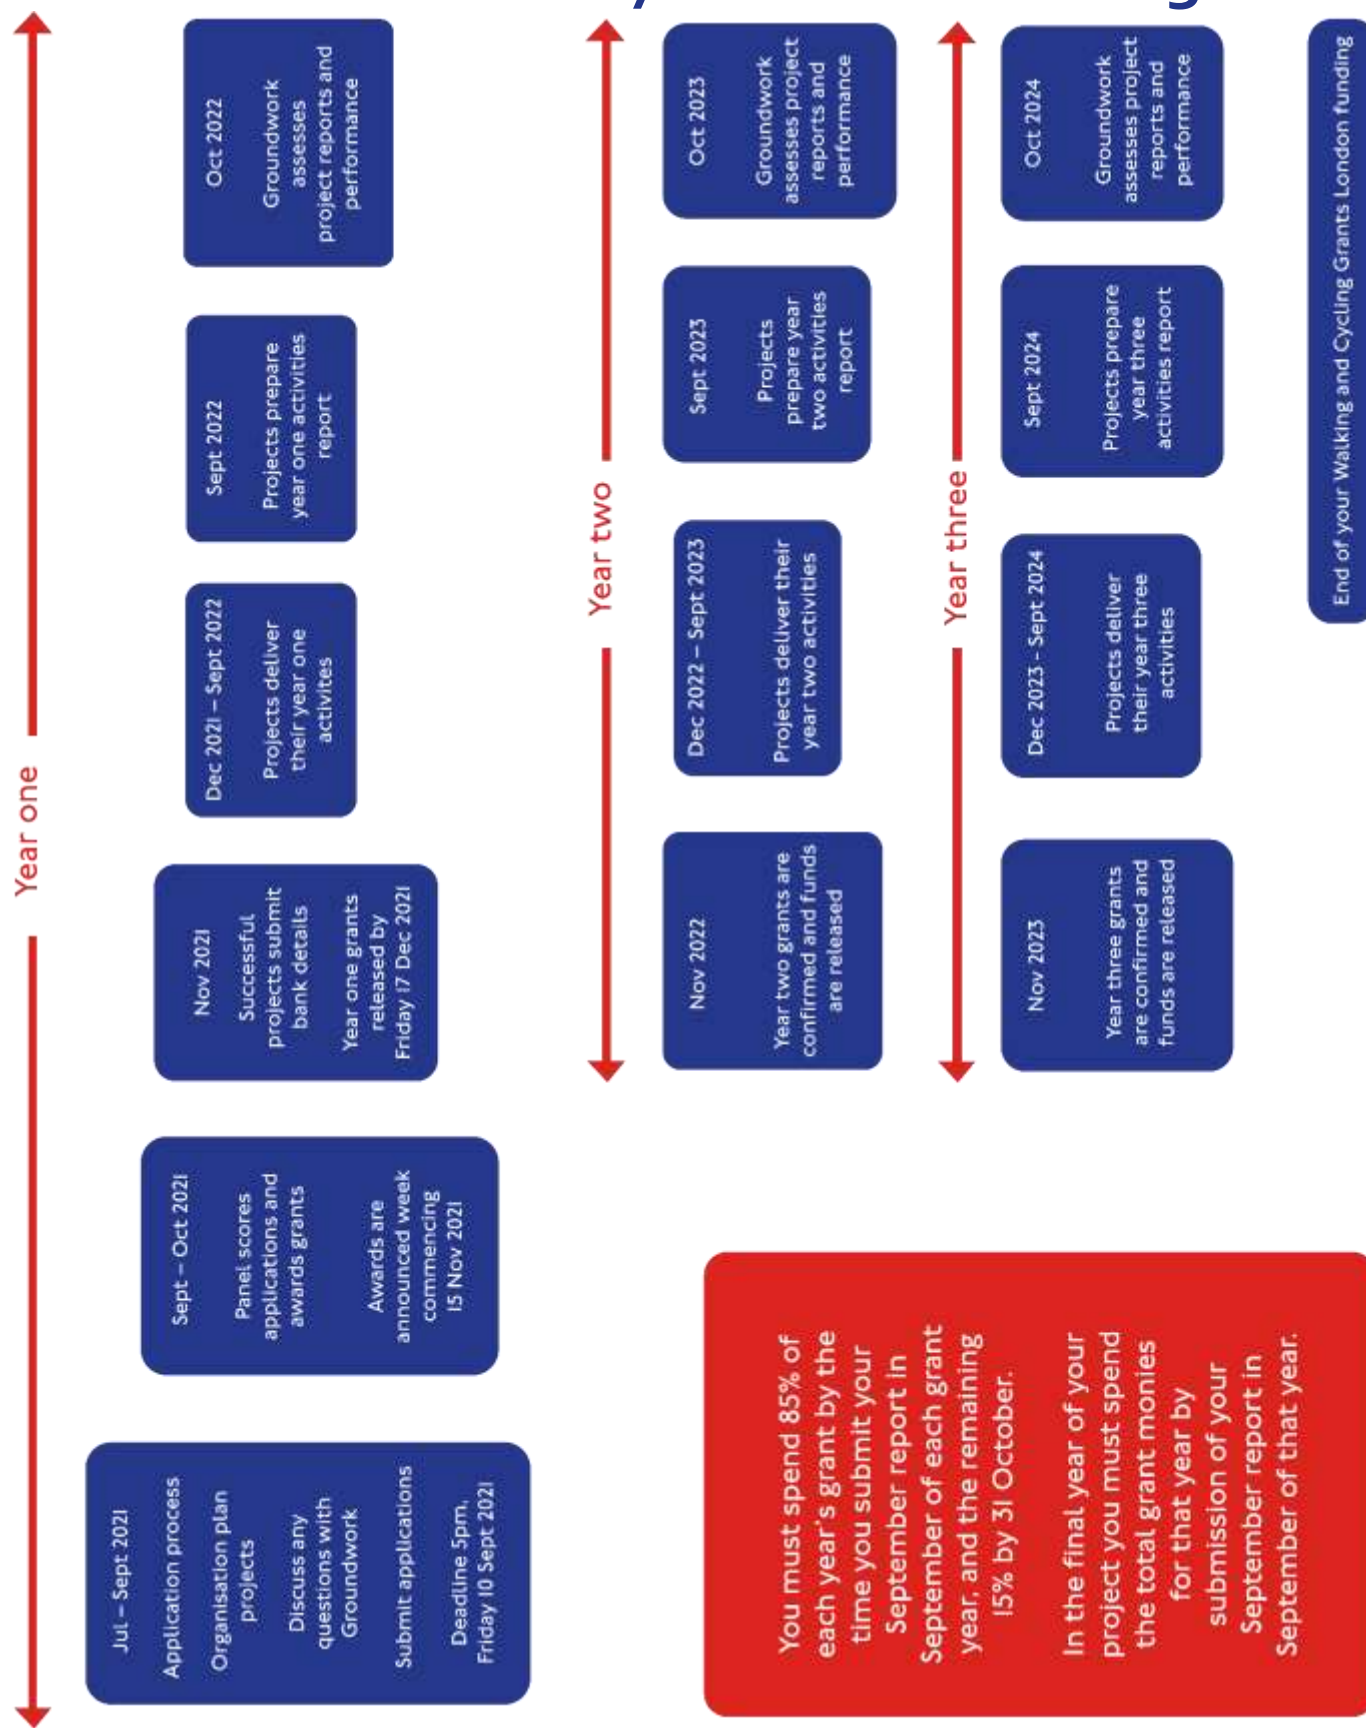 Year one
Jul – Sept 2021
Application process
Organisation plan
projects
Discuss any
questions with
Groundwork
Submit applications
Deadline 5pm,
Friday 10 Sept 2021
Sept – Oct 2021
Panel scores
applications and
awards grants
Awards are
announced week
commencing
15 Nov 2021
Nov 2021
Successful
projects submit
bank details
Year one grants
released by
Friday 17 Dec 2021
Dec 2021 – Sept 2022
Projects deliver
their year one
activites
Sept 2022
Projects prepare
year one activities
report
Oct 2022
Groundwork
assesses
project reports and
performance
Year two
Nov 2022
Year two grants are
confirmed and funds
are released
Dec 2022 – Sept 2023
Projects deliver their
year two activities
Sept 2023
Projects
prepare year
two activities
report
Oct 2023
Groundwork
assesses project
reports and
performance
Year three
Nov 2023
Year three grants
are confirmed and
funds are released
Dec 2023 - Sept 2024
Projects deliver
their year three
activities
Sept 2024
Projects prepare
year three
activities report
Oct 2024
Groundwork
assesses project
reports and
performance
You must spend 85% of
each year's grant by the
time you submit your
September report in
September of each grant
year, and the remaining
15% by 31 October.
In the final year of your
project you must spend
the total grant monies
for that year by
submission of your
September report in
September of that year.
End of your Walking and Cycling Grants London funding